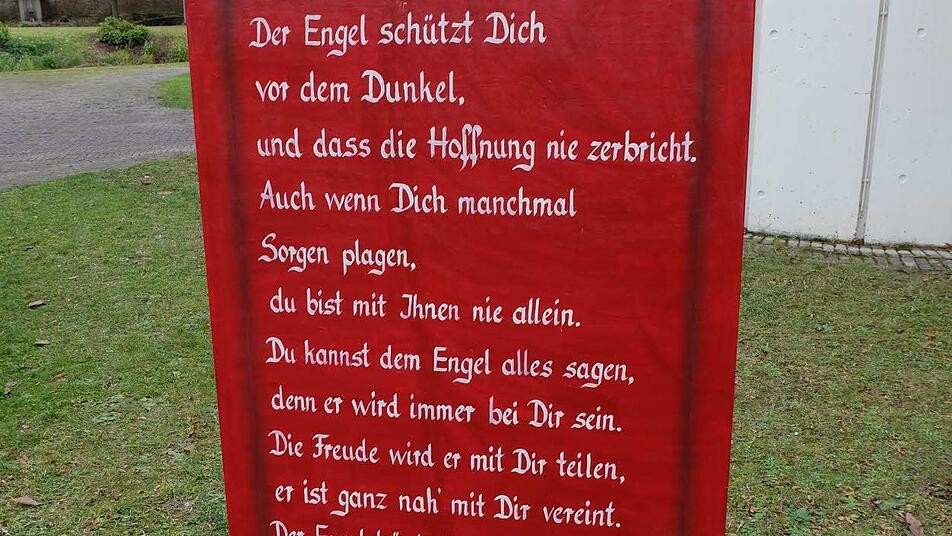 Der Engel schützt Dich
vor dem Dunkel,
und dass die Hoffnung nie zerbricht.
Auch wenn Dich manchmal
Sorgen plagen,
du bist mit Ihnen nie allein.
Du kannst dem Engel alles sagen,
denn er wird immer bei Dir sein.
Die Freude wird er mit Dir teilen,
er ist ganz nah' mit Dir vereint.
Der Engel